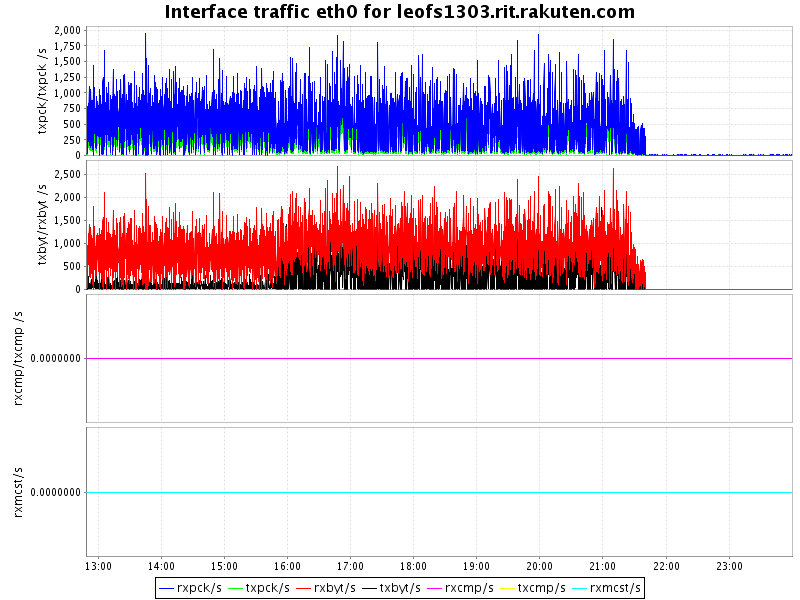 Interface traffic eth0 for leofs1303.rit.rakuten.com
txpck/txpck /s
2,000
1,750
1,500
1,250
1,000
750
500
250
0
txbyt/rxbyt /s
2,500
2,000
1,500
1,000
500
0
rxcmp/txcmp /s
0.0000000
rxmcst/s
0.0000000
13:00 14:00 15:00 16:00 17:00 18:00 19:00 20:00 21:00 22:00 23:00
rxpck/s txpck/s rxbyt/s txbyt/s rxcmp/s txcmp/s rxmcst/s